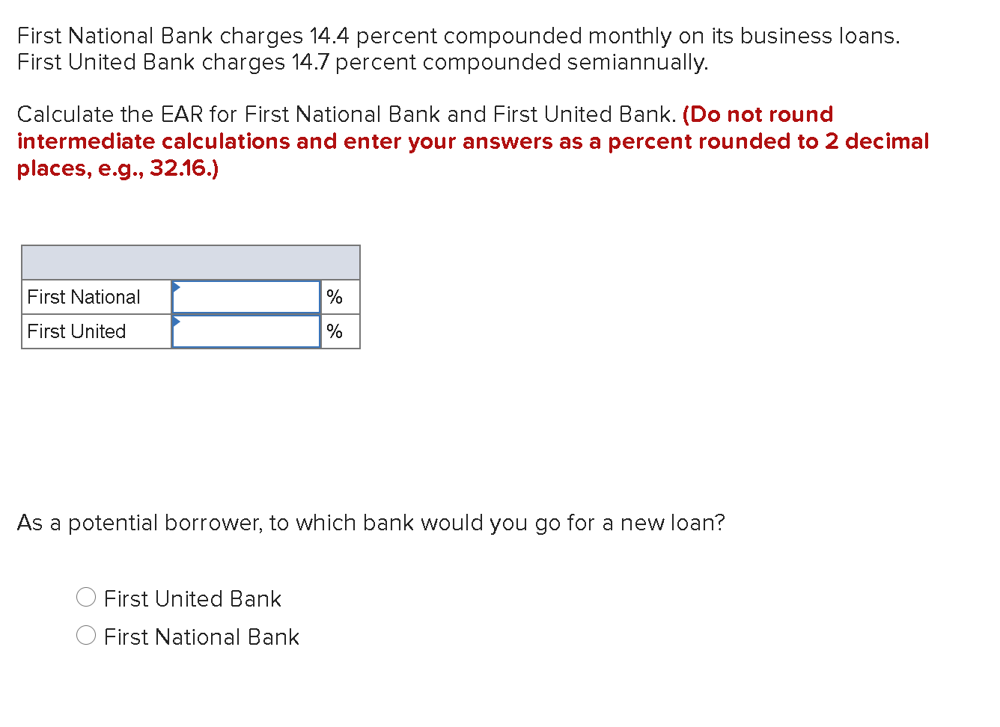 First National Bank charges 14.4 percent compounded monthly on its business loans.
First United Bank charges 14.7 percent compounded semiannually.
Calculate the EAR for First National Bank and First United Bank. (Do not round
intermediate calculations and enter your answers as a percent rounded to 2 decimal
places, e.g., 32.16.)
First National %
First United %
As a potential borrower, to which bank would you go for a new loan?
First United Bank
First National Bank